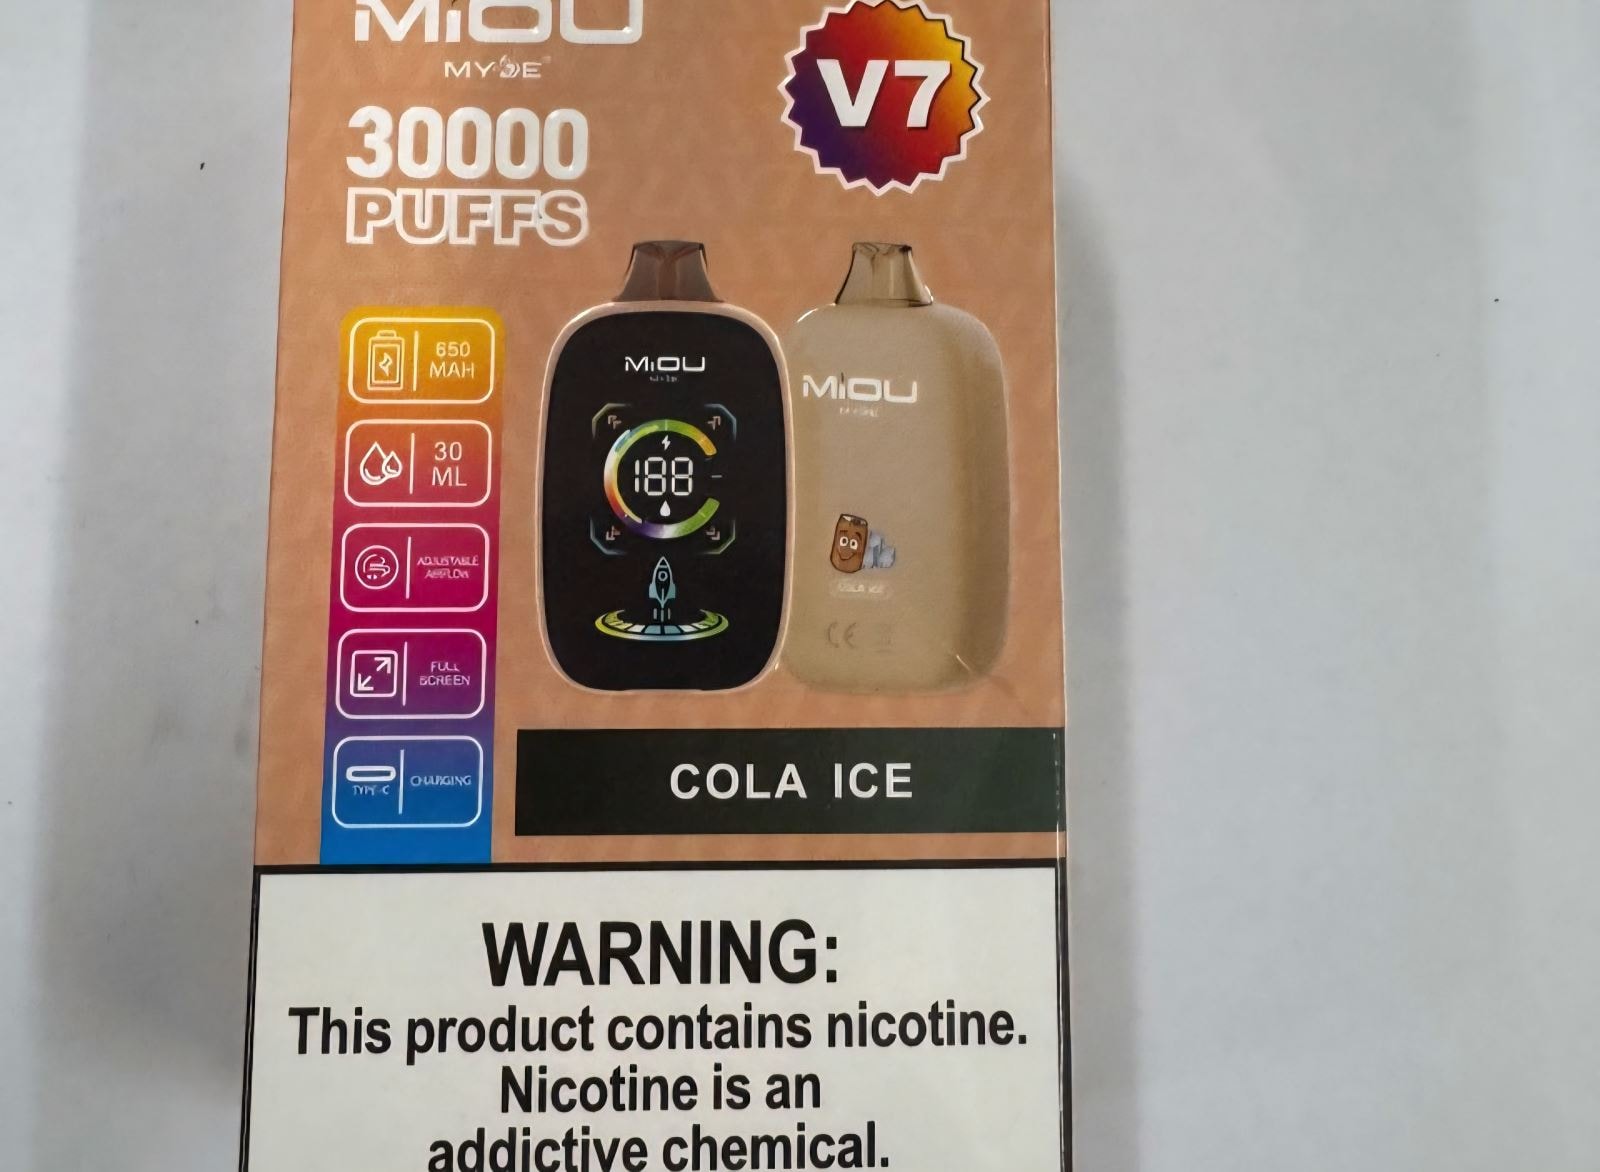 MiOU
V7
30000
PUFFS
650
MAH
30
ML
ADJUSTABLE
AIRFLOW
FULL
SCREEN
TYPE-C
CHARGING
MiOU
188
MiOU
COLA ICE
CE
COLA ICE
WARNING:
This product contains nicotine.
Nicotine is an
addictive chemical.